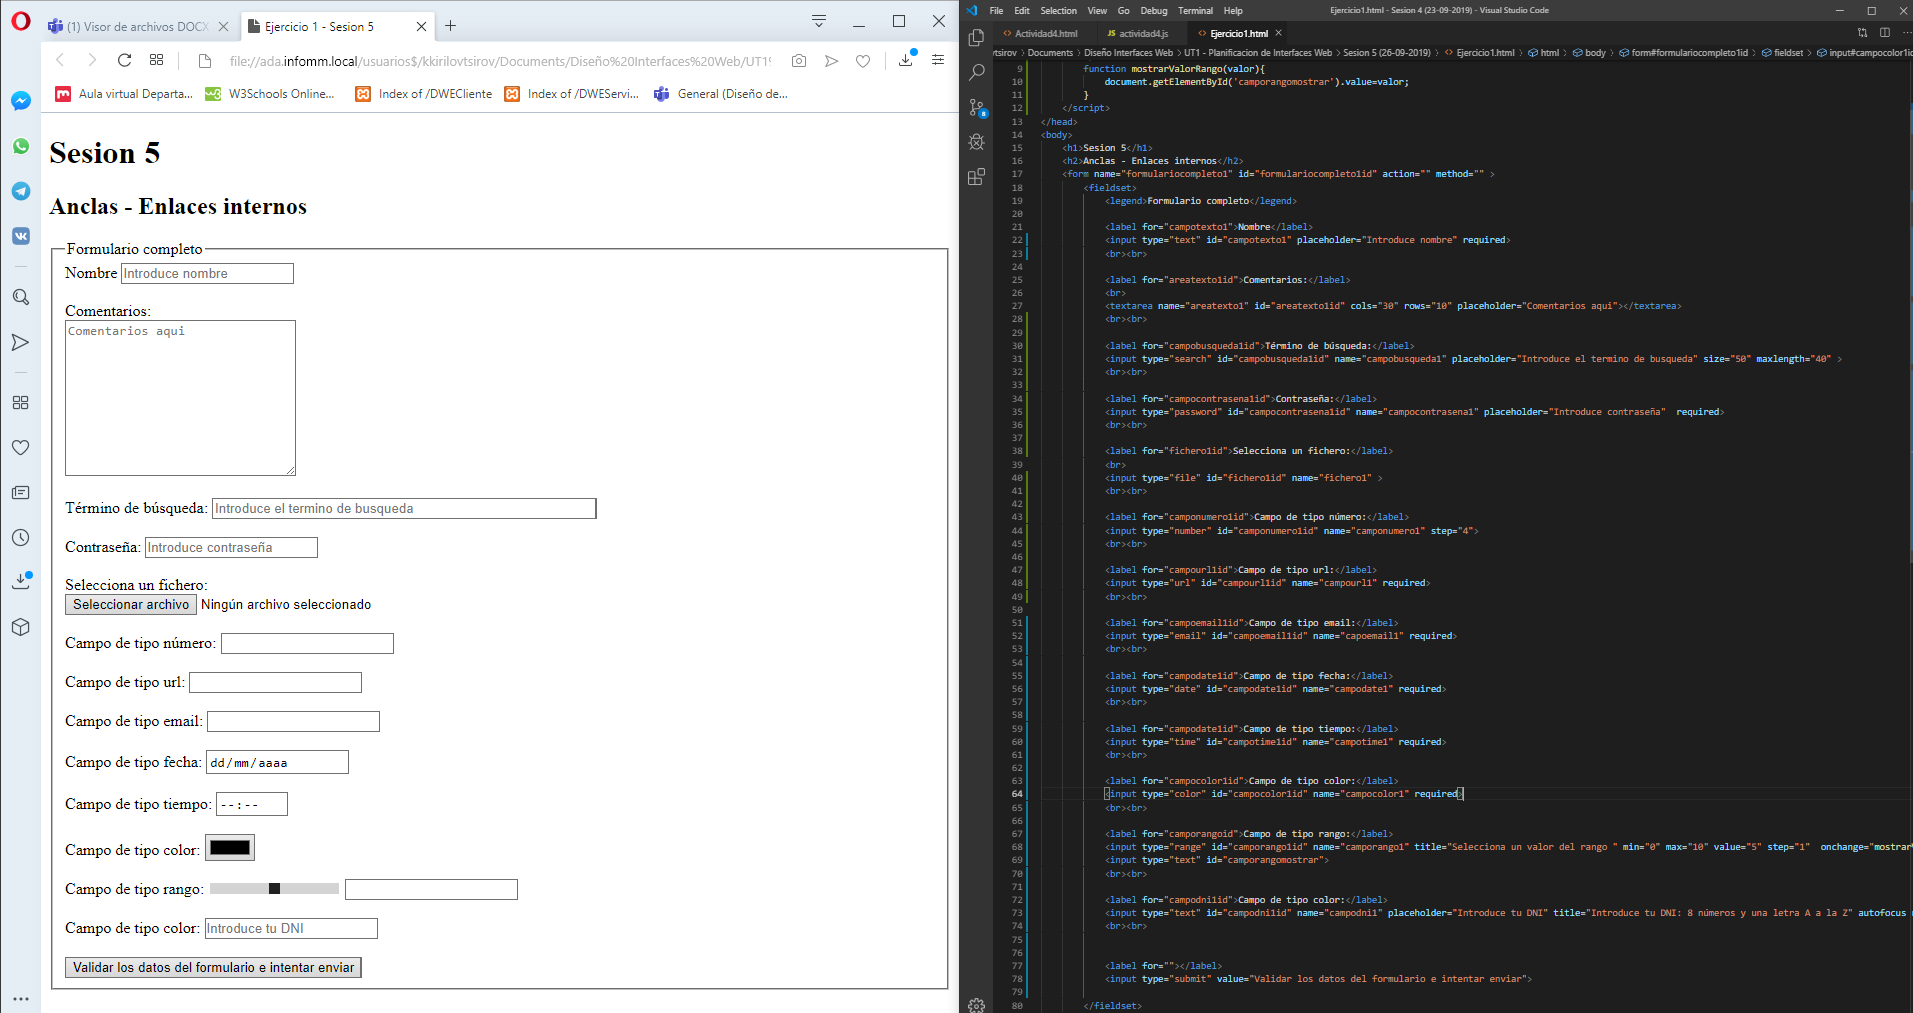 (1) Visor de archivos DOCX
Ejercicio 1 - Sesion 5
file://ada.infomm.local/usuarios$/kkirilovtsirov/Documents/Diseño%20Interfaces%20Web/UT1%
Aula virtual Departa...
W3Schools Online...
Index of /DWECliente
Index of /DWEServi...
General (Diseño de...
Sesion 5
Anclas - Enlaces internos
Formulario completo
Nombre Introduce nombre
Comentarios:
Comentarios aqui
Término de búsqueda: Introduce el termino de busqueda
Contraseña: Introduce contraseña
Selecciona un fichero:
Seleccionar archivo Ningún archivo seleccionado
Campo de tipo número:
Campo de tipo url:
Campo de tipo email:
Campo de tipo fecha: dd/mm/aaaa
Campo de tipo tiempo: --:--
Campo de tipo color:
Campo de tipo rango:
Campo de tipo color: Introduce tu DNI
Validar los datos del formulario e intentar enviar
File Edit Selection View Go Debug Terminal Help
Ejercicio1.html - Sesion 4 (23-09-2019) - Visual Studio Code
Actividad4.html
JS actividad4.js
Ejercicio1.html
vtsirov > Documents > Diseño Interfaces Web > UT1 - Planificacion de Interfaces Web > Sesion 5 (26-09-2019) > Ejercicio1.html > html > body > form#formulariocompleto1id > fieldset > input#campocolor1id
9 function mostrarValorRango(valor){
10 document.getElementById('camporangomostrar').value=valor;
11 }
12 </script>
13 </head>
14 <body>
15 <h1>Sesion 5</h1>
16 <h2>Anclas - Enlaces internos</h2>
17 <form name="formulariocompleto1" id="formulariocompleto1id" action="" method="" >
18 <fieldset>
19 <legend>Formulario completo</legend>
20
21 <label for="campotexto1">Nombre</label>
22 <input type="text" id="campotexto1" placeholder="Introduce nombre" required>
23 <br><br>
24
25 <label for="areatexto1id">Comentarios:</label>
26 <br>
27 <textarea name="areatexto1" id="areatexto1id" cols="30" rows="10" placeholder="Comentarios aqui"></textarea>
28 <br><br>
29
30 <label for="campobusqueda1id">Término de búsqueda:</label>
31 <input type="search" id="campobusqueda1id" name="campobusqueda1" placeholder="Introduce el termino de busqueda" size="50" maxlength="40" >
32 <br><br>
33
34 <label for="campocontrasena1id">Contraseña:</label>
35 <input type="password" id="campocontrasena1id" name="campocontrasena1" placeholder="Introduce contraseña"  required>
36 <br><br>
37
38 <label for="fichero1id">Selecciona un fichero:</label>
39 <br>
40 <input type="file" id="fichero1id" name="fichero1" >
41 <br><br>
42
43 <label for="camponumero1id">Campo de tipo número:</label>
44 <input type="number" id="camponumero1id" name="camponumero1" step="4">
45 <br><br>
46
47 <label for="campourl1id">Campo de tipo url:</label>
48 <input type="url" id="campourl1id" name="campourl1" required>
49 <br><br>
50
51 <label for="campoemail1id">Campo de tipo email:</label>
52 <input type="email" id="campoemail1id" name="capoemail1" required>
53 <br><br>
54
55 <label for="campodate1id">Campo de tipo fecha:</label>
56 <input type="date" id="campodate1id" name="campodate1" required>
57 <br><br>
58
59 <label for="campodate1id">Campo de tipo tiempo:</label>
60 <input type="time" id="campotime1id" name="campotime1" required>
61 <br><br>
62
63 <label for="campocolor1id">Campo de tipo color:</label>
64 <input type="color" id="campocolor1id" name="campocolor1" required>
65 <br><br>
66
67 <label for="camporangoid">Campo de tipo rango:</label>
68 <input type="range" id="camporango1id" name="camporango1" title="Selecciona un valor del rango " min="0" max="10" value="5" step="1"  onchange="mostrar
69 <input type="text" id="camporangomostrar">
70 <br><br>
71
72 <label for="campodni1id">Campo de tipo color:</label>
73 <input type="text" id="campodni1id" name="campodni1" placeholder="Introduce tu DNI" title="Introduce tu DNI: 8 números y una letra A a la Z" autofocus
74 <br><br>
75
76
77 <label for=""></label>
78 <input type="submit" value="Validar los datos del formulario e intentar enviar">
79
80 </fieldset>